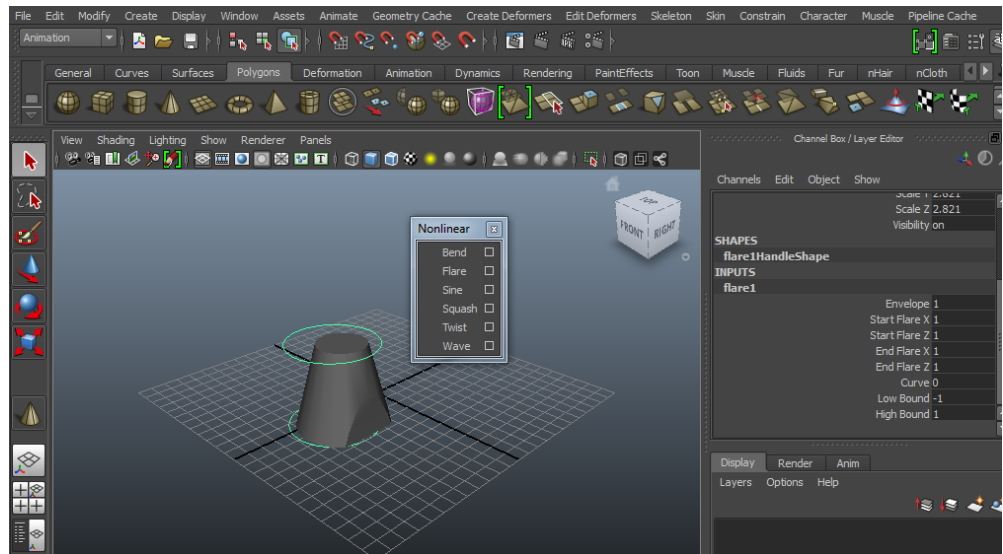 File Edit Modify Create Display Window Assets Animate Geometry Cache Create Deformers Edit Deformers Skeleton Skin Constrain Character Muscle Pipeline Cache
Animation
General Curves Surfaces Polygons Deformation Animation Dynamics Rendering PaintEffects Toon Muscle Fluids Fur nHair nCloth
View Shading Lighting Show Renderer Panels
Channel Box / Layer Editor
Channels Edit Object Show
Scale Y 2.821
Scale Z 2.821
Visibility on
SHAPES
flare1HandleShape
INPUTS
flare1
Envelope 1
Start Flare X 1
Start Flare Z 1
End Flare X 1
End Flare Z 1
Curve 0
Low Bound -1
High Bound 1
TOP
FRONT RIGHT
Nonlinear
Bend
Flare
Sine
Squash
Twist
Wave
Display Render Anim
Layers Options Help